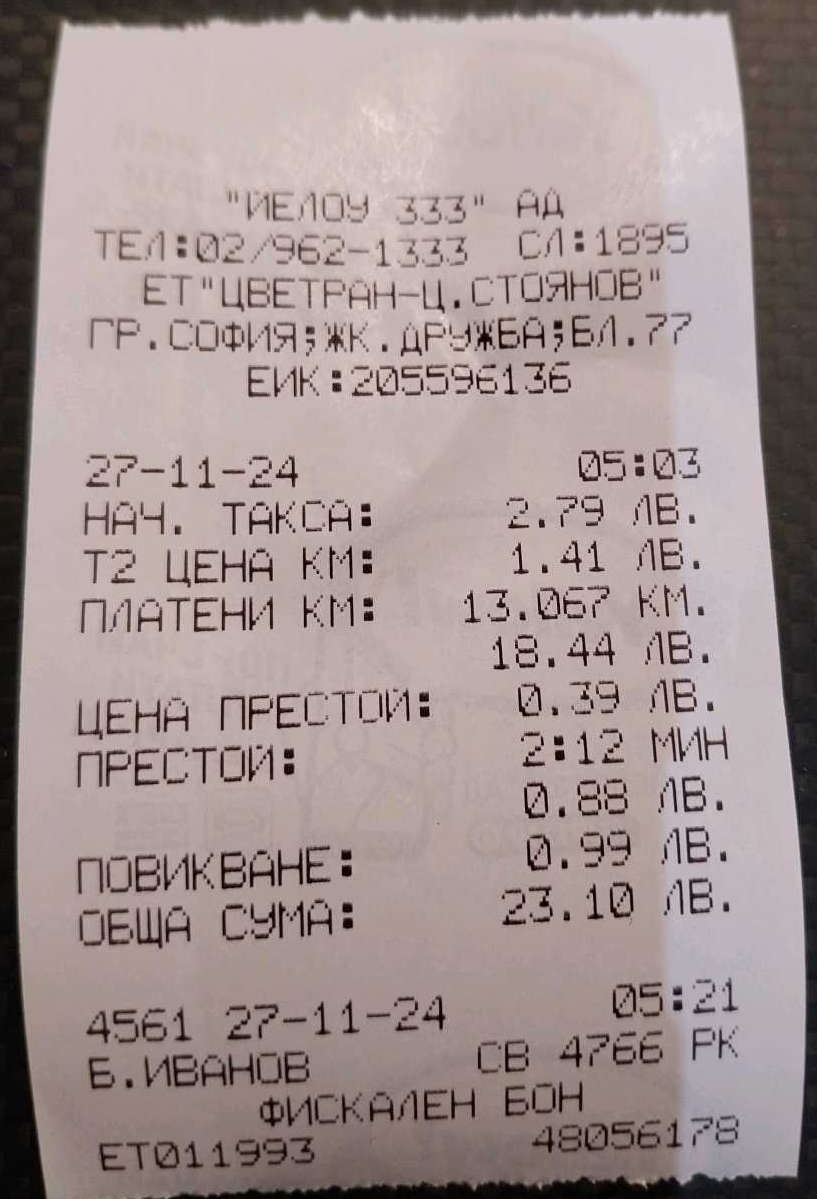 "ЙЕЛОУ 333" АД
ТЕЛ:02/962-1333 СЛ:1895
ЕТ"ЦВЕТРАН-Ц.СТОЯНОВ"
ГР.СОФИЯ;ЖК.ДРУЖБА;БЛ.77
ЕИК:205596136
27-11-24 05:03
НАЧ. ТАКСА: 2.79 ЛВ.
Т2 ЦЕНА КМ: 1.41 ЛВ.
ПЛАТЕНИ КМ: 13.067 КМ.
18.44 ЛВ.
ЦЕНА ПРЕСТОЙ: 0.39 ЛВ.
ПРЕСТОЙ: 2:12 МИН
0.88 ЛВ.
ПОВИКВАНЕ: 0.99 ЛВ.
ОБЩА СУМА: 23.10 ЛВ.
4561 27-11-24 05:21
Б.ИВАНОВ СВ 4766 РК
ФИСКАЛЕН БОН
ЕТ011993 48056178